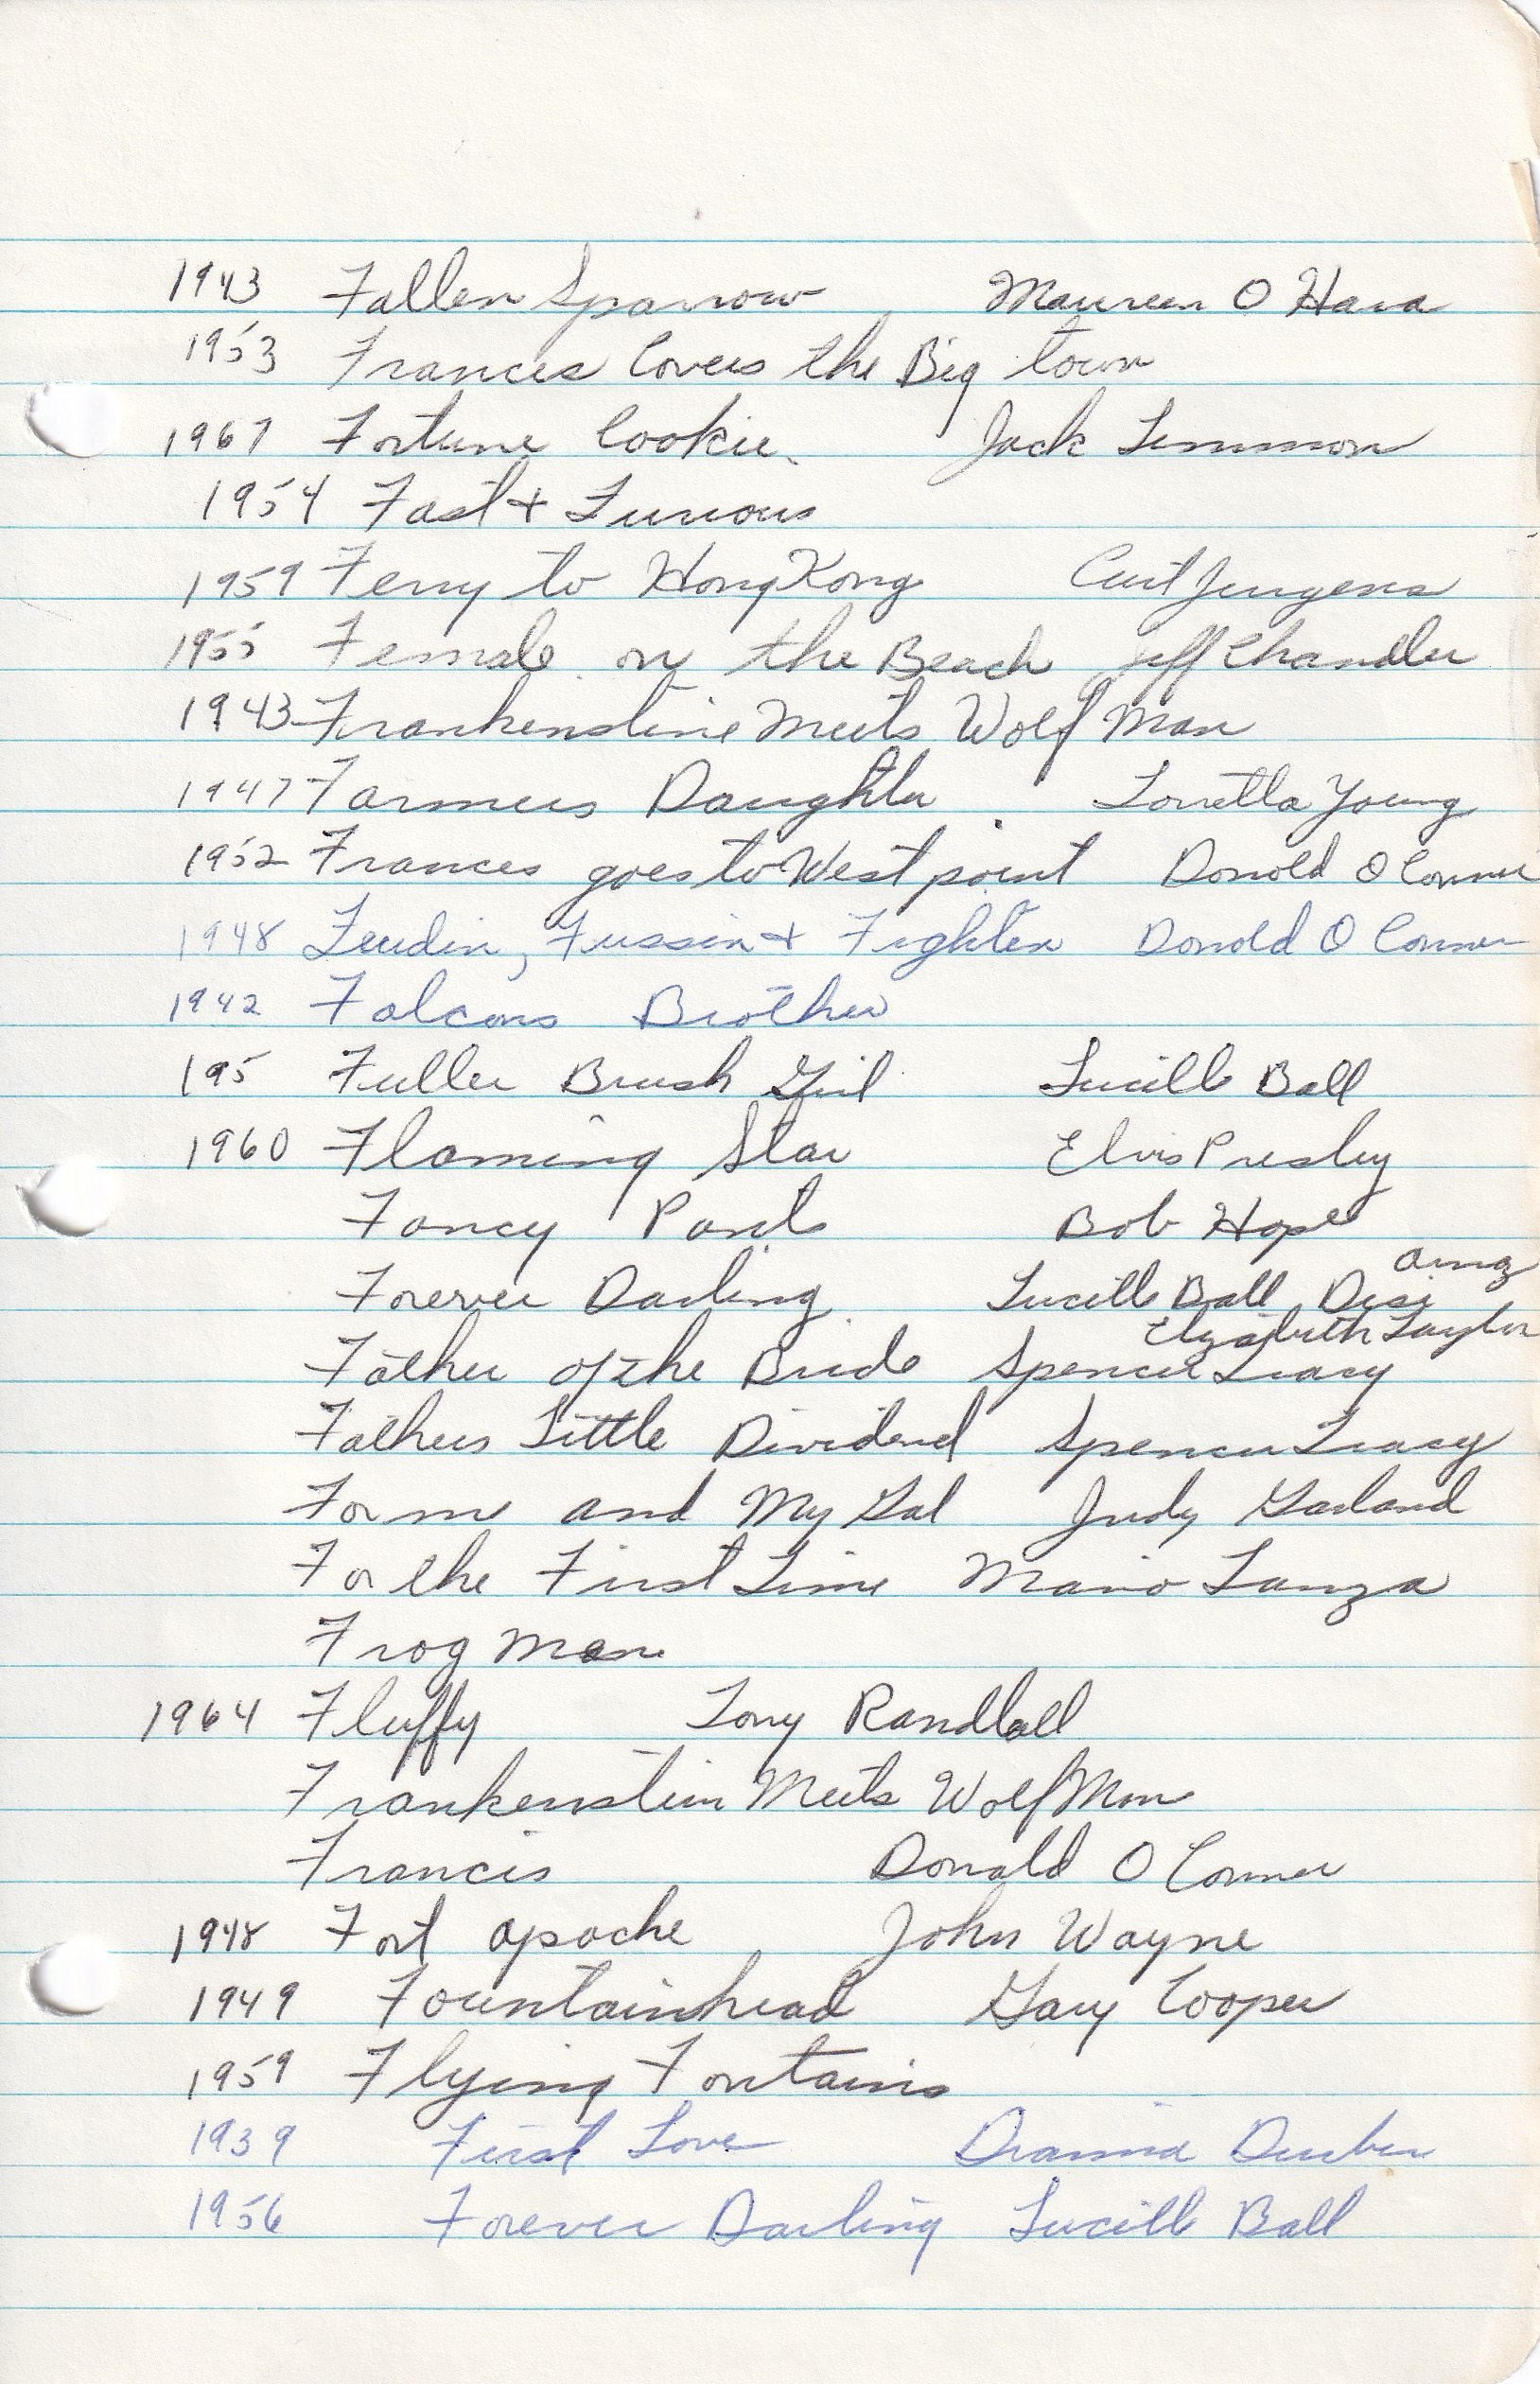 1943 Fallen Sparrow Maureen O Hara
1953 Frances Covers the Big town
1967 Fortune Cookie Jack Lemmon
1954 Fast + Furious
1959 Ferry to Hong Kong Curt Jurgens
1955 Female on the Beach Jeff Chandler
1943 Frankenstine Meets Wolf Man
1947 Farmers Daughter Loretta Young
1952 Frances goes to West point Donold O Conner
1948 Feudin, Fussin + Fighten Donold O Conner
1942 Falcons Brother
195 Fuller Brush Girl Lucille Ball
1960 Flaming Star Elvis Presley
Fancy Pants Bob Hope
Forever Darling Lucille Ball Desi Arnaz
Father of the Bride Spencer Tracy Elizabeth Taylor
Fathers Little Dividend Spencer Tracy
For me and My Gal Judy Garland
For the First Time Mario Lanza
Frog Man
1964 Fluffy Tony Randball
Frankenstein Meets Wolf Man
Francis Donald O Conner
1948 Fort apache John Wayne
1949 Fountainhead Gary Cooper
1959 Flying Fontains
1939 First Love Deanna Durben
1956 Forever Darling Lucille Ball